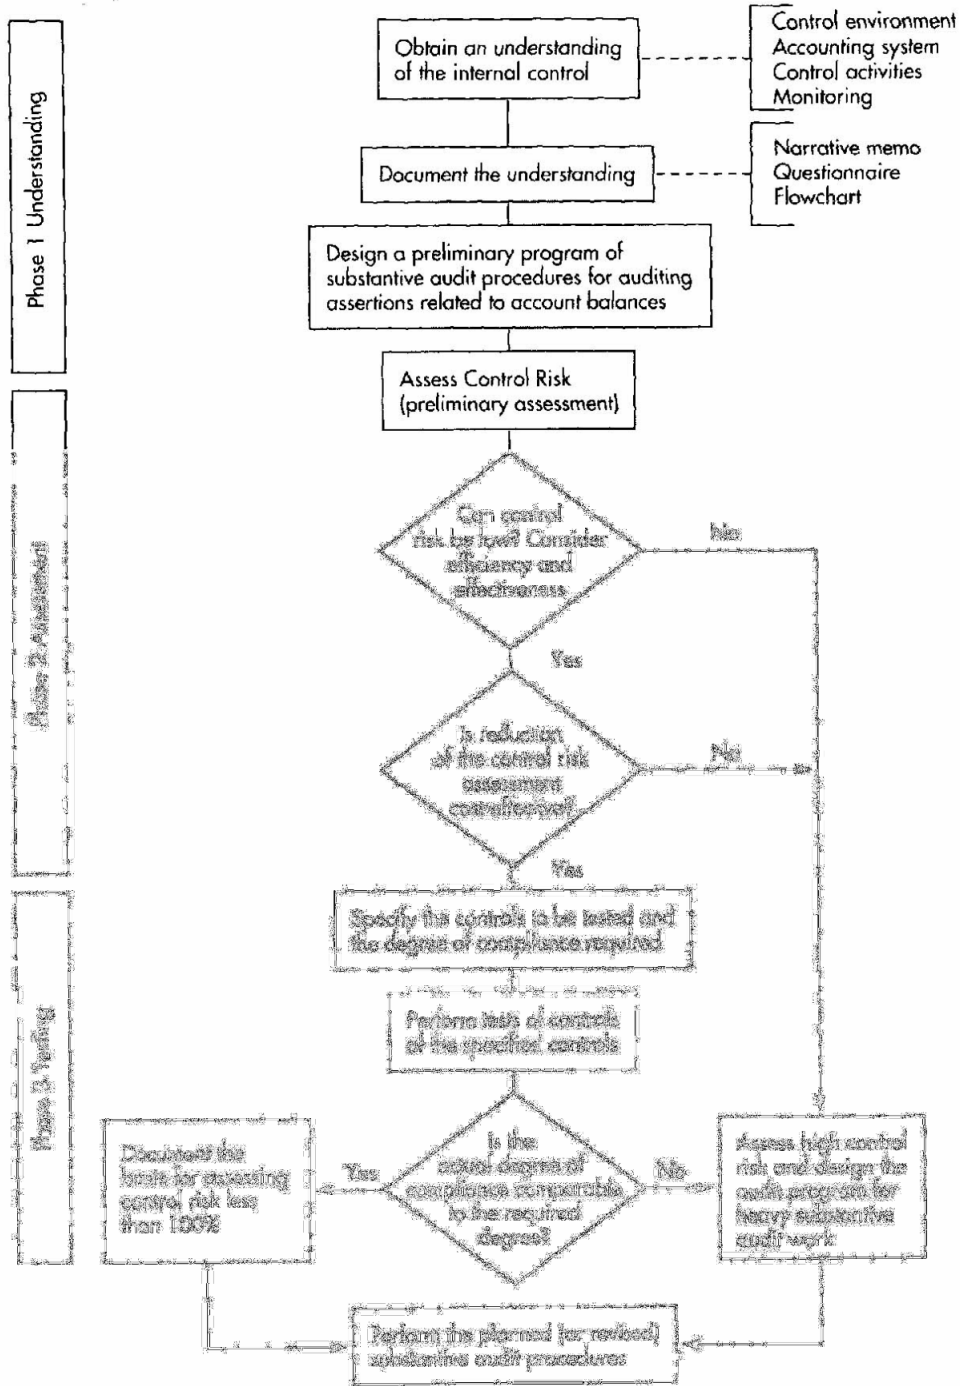 Phase 1 Understanding
Obtain an understanding
of the internal control
Control environment
Accounting system
Control activities
Monitoring
Document the understanding
Narrative memo
Questionnaire
Flowchart
Design a preliminary program of
substantive audit procedures for auditing
assertions related to account balances
Assess Control Risk
(preliminary assessment)
Phase 2 Assessment
Can control
risk be low? Consider
efficiency and
effectiveness
No
Yes
Is reduction
of the control risk
assessment
cost-effective?
No
Yes
Phase 3 Testing
Specify the controls to be tested and
the degree of compliance required
Perform tests of controls
of the specified controls
Is the
actual degree of
compliance comparable
to the required
degree?
Yes
No
Document the
basis for assessing
control risk less
than 100%
Assess high control
risk and design the
audit program for
heavy substantive
audit work
Perform the planned (or revised)
substantive audit procedures